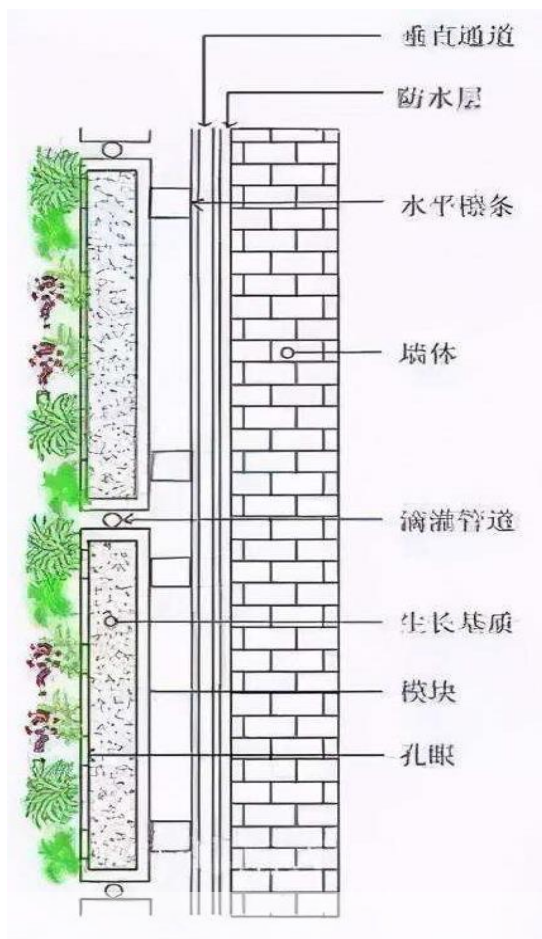 垂直通道
防水层
水平檩条
墙体
滴灌管道
生长基质
模块
孔眼